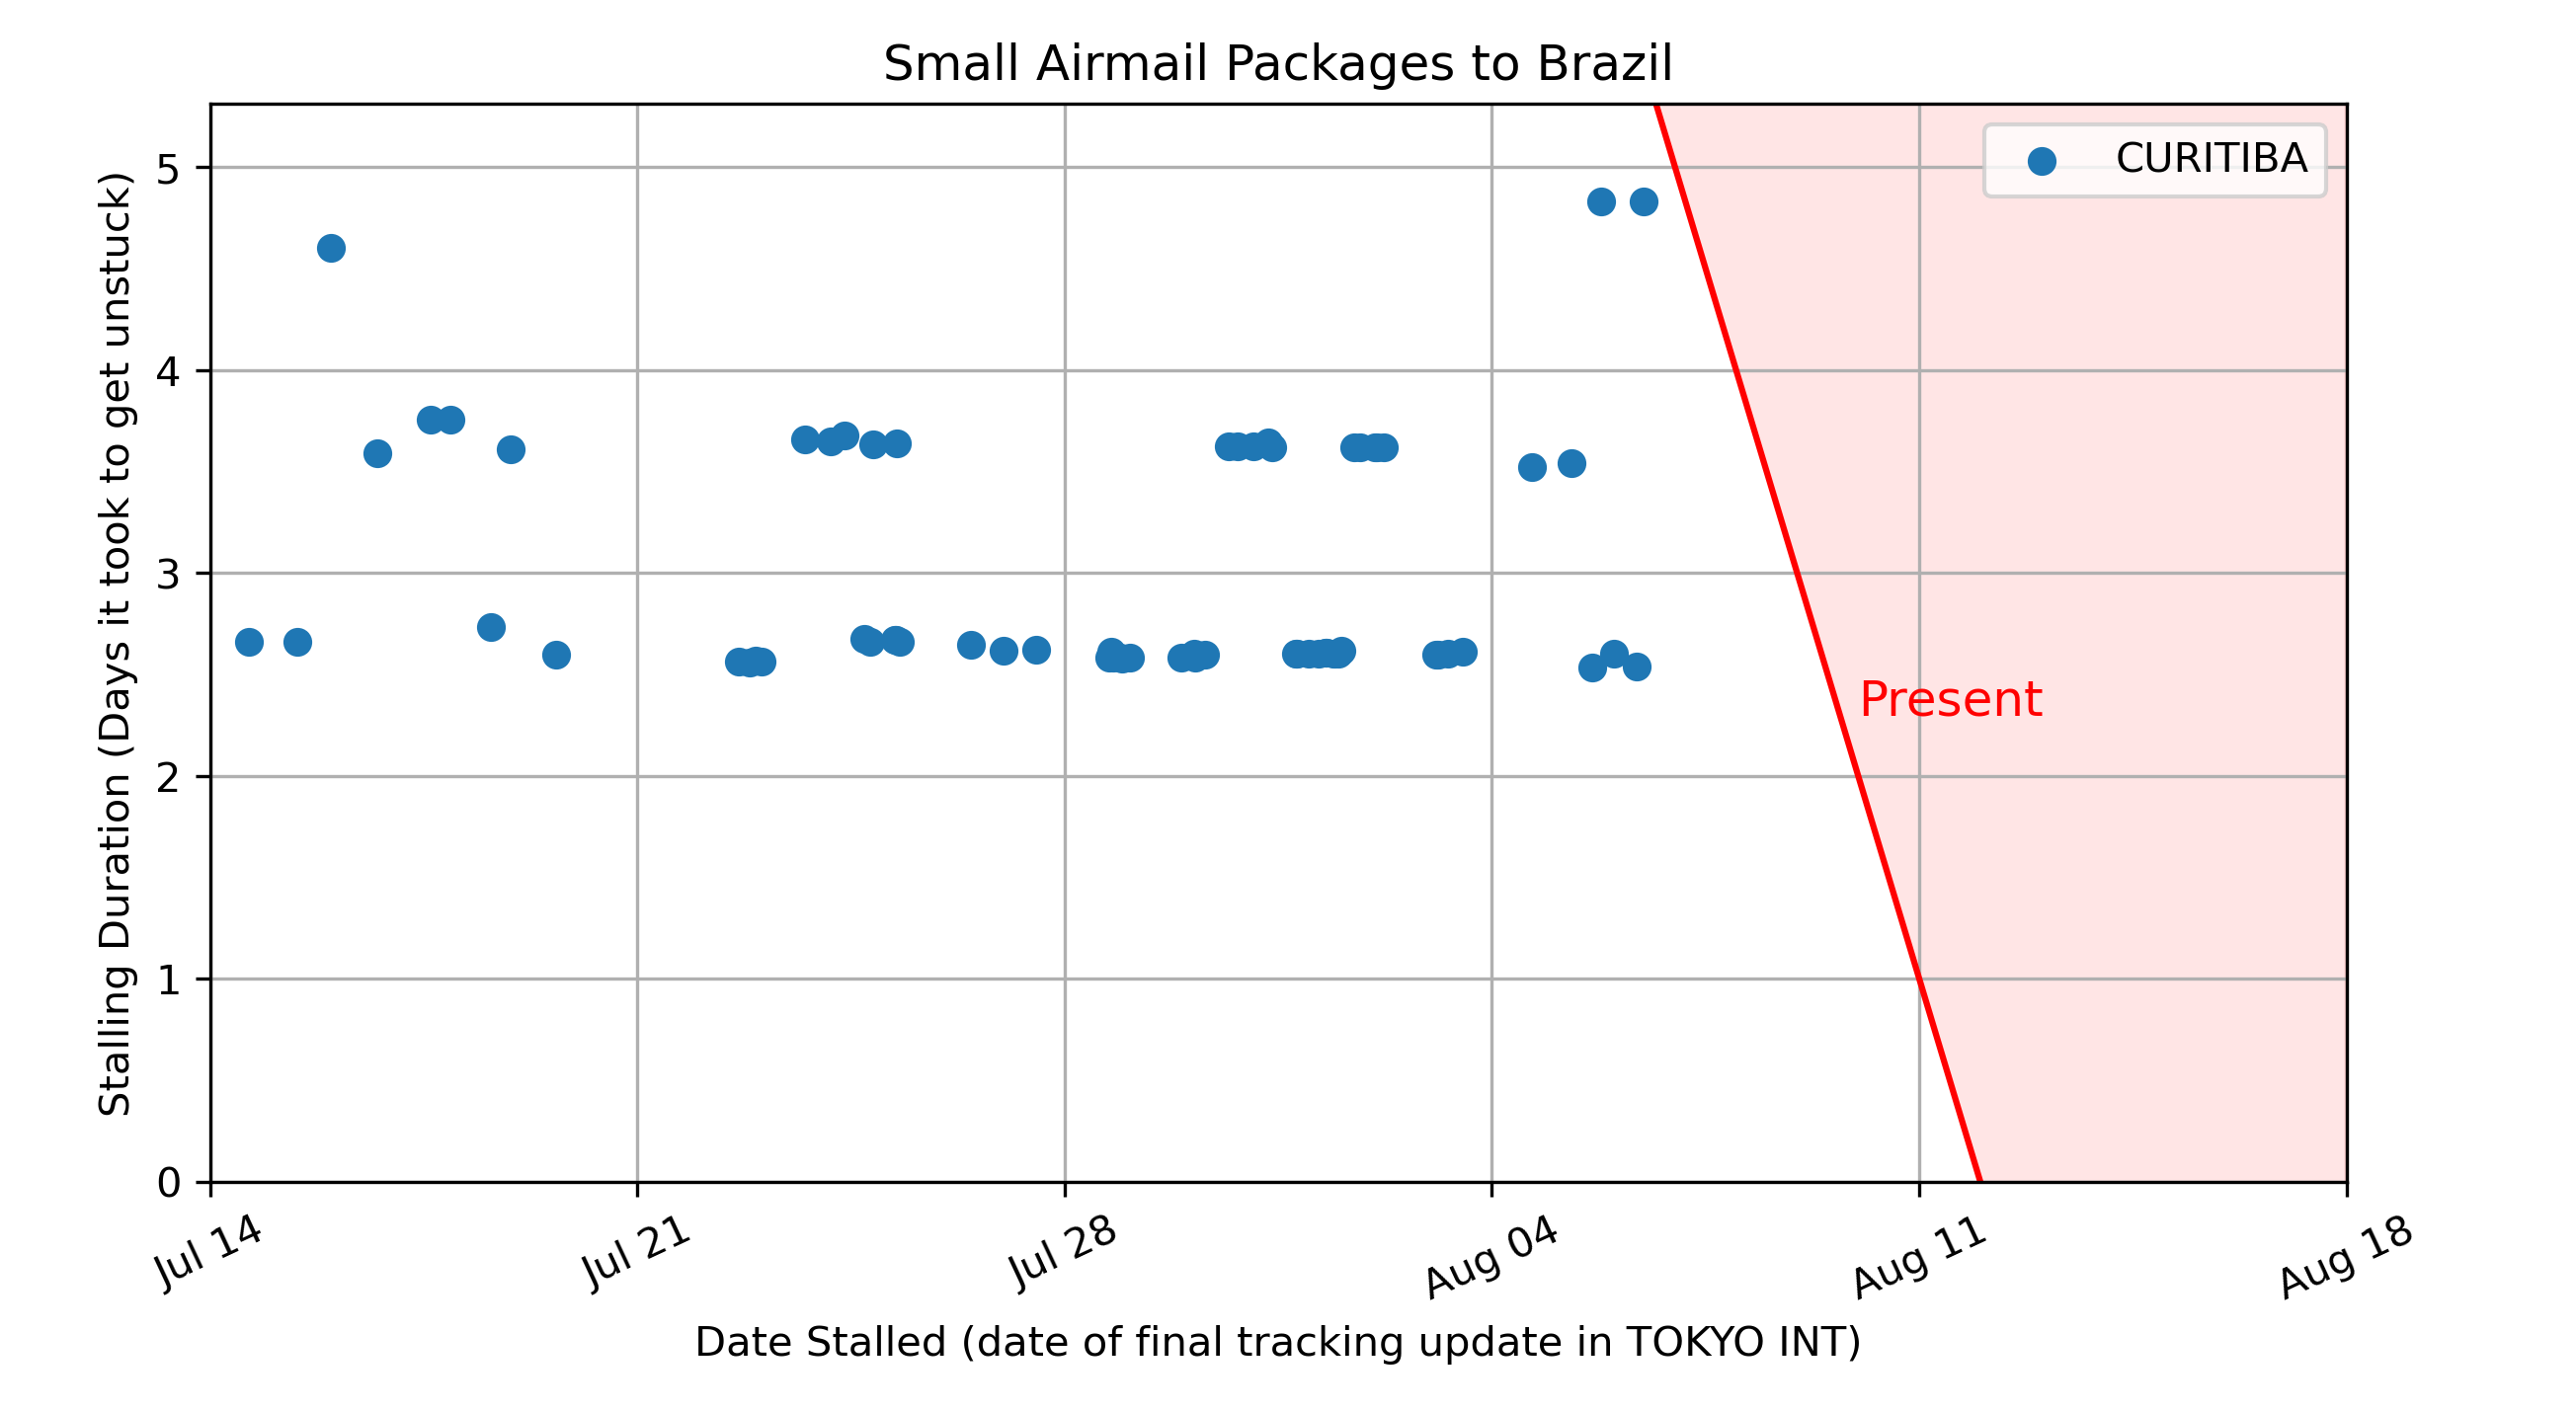 Small Airmail Packages to Brazil
CURITIBA
Stalling Duration (Days it took to get unstuck)
5
4
3
2
1
0
Present
Jul 14
Jul 21
Jul 28
Aug 04
Aug 11
Aug 18
Date Stalled (date of final tracking update in TOKYO INT)